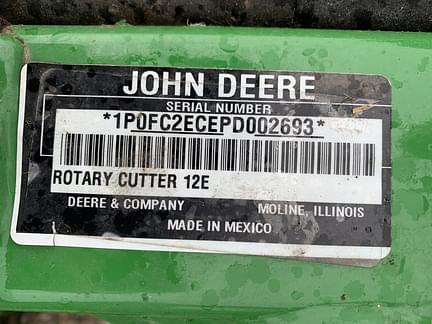 JOHN DEERE
SERIAL NUMBER
*1P0FC2ECEPD002693*
ROTARY CUTTER 12E
DEERE & COMPANY MOLINE, ILLINOIS
MADE IN MEXICO